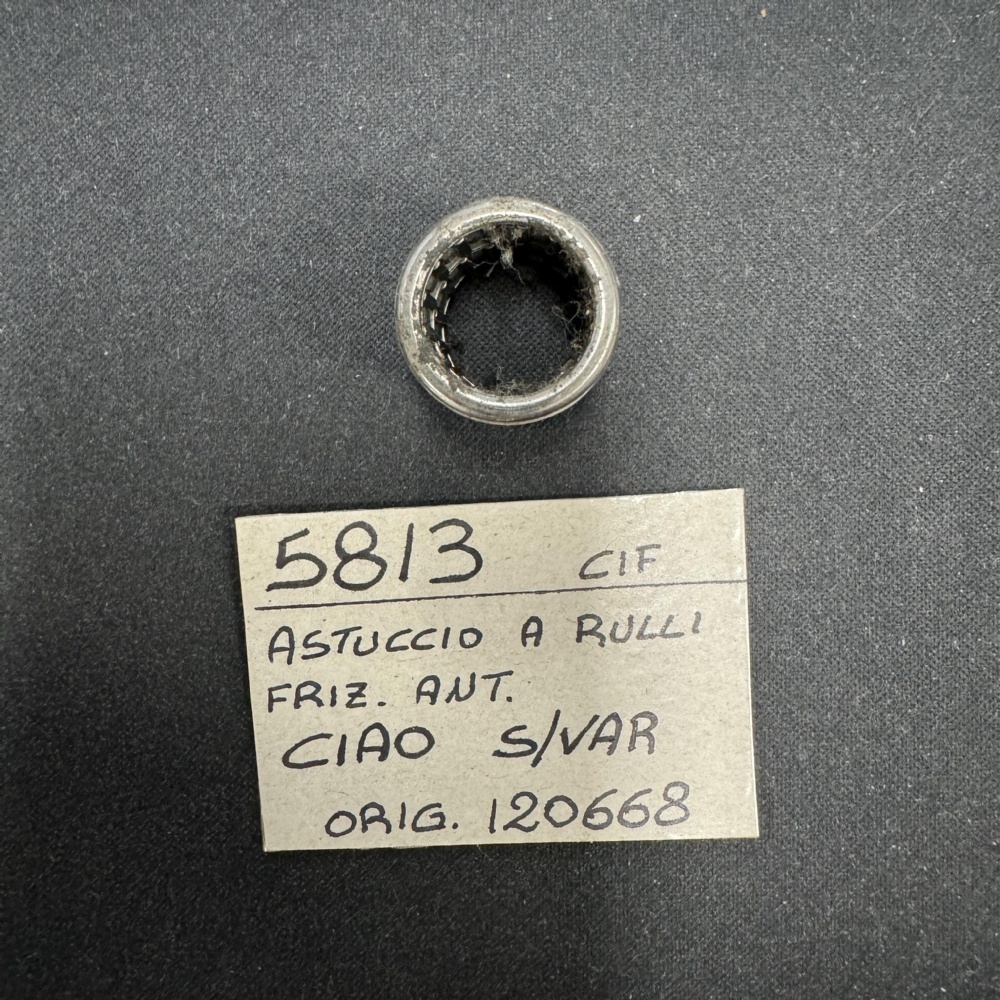 5813 CIF
ASTUCCIO A RULLI
FRIZ. ANT.
CIAO S/VAR
ORIG. 120668